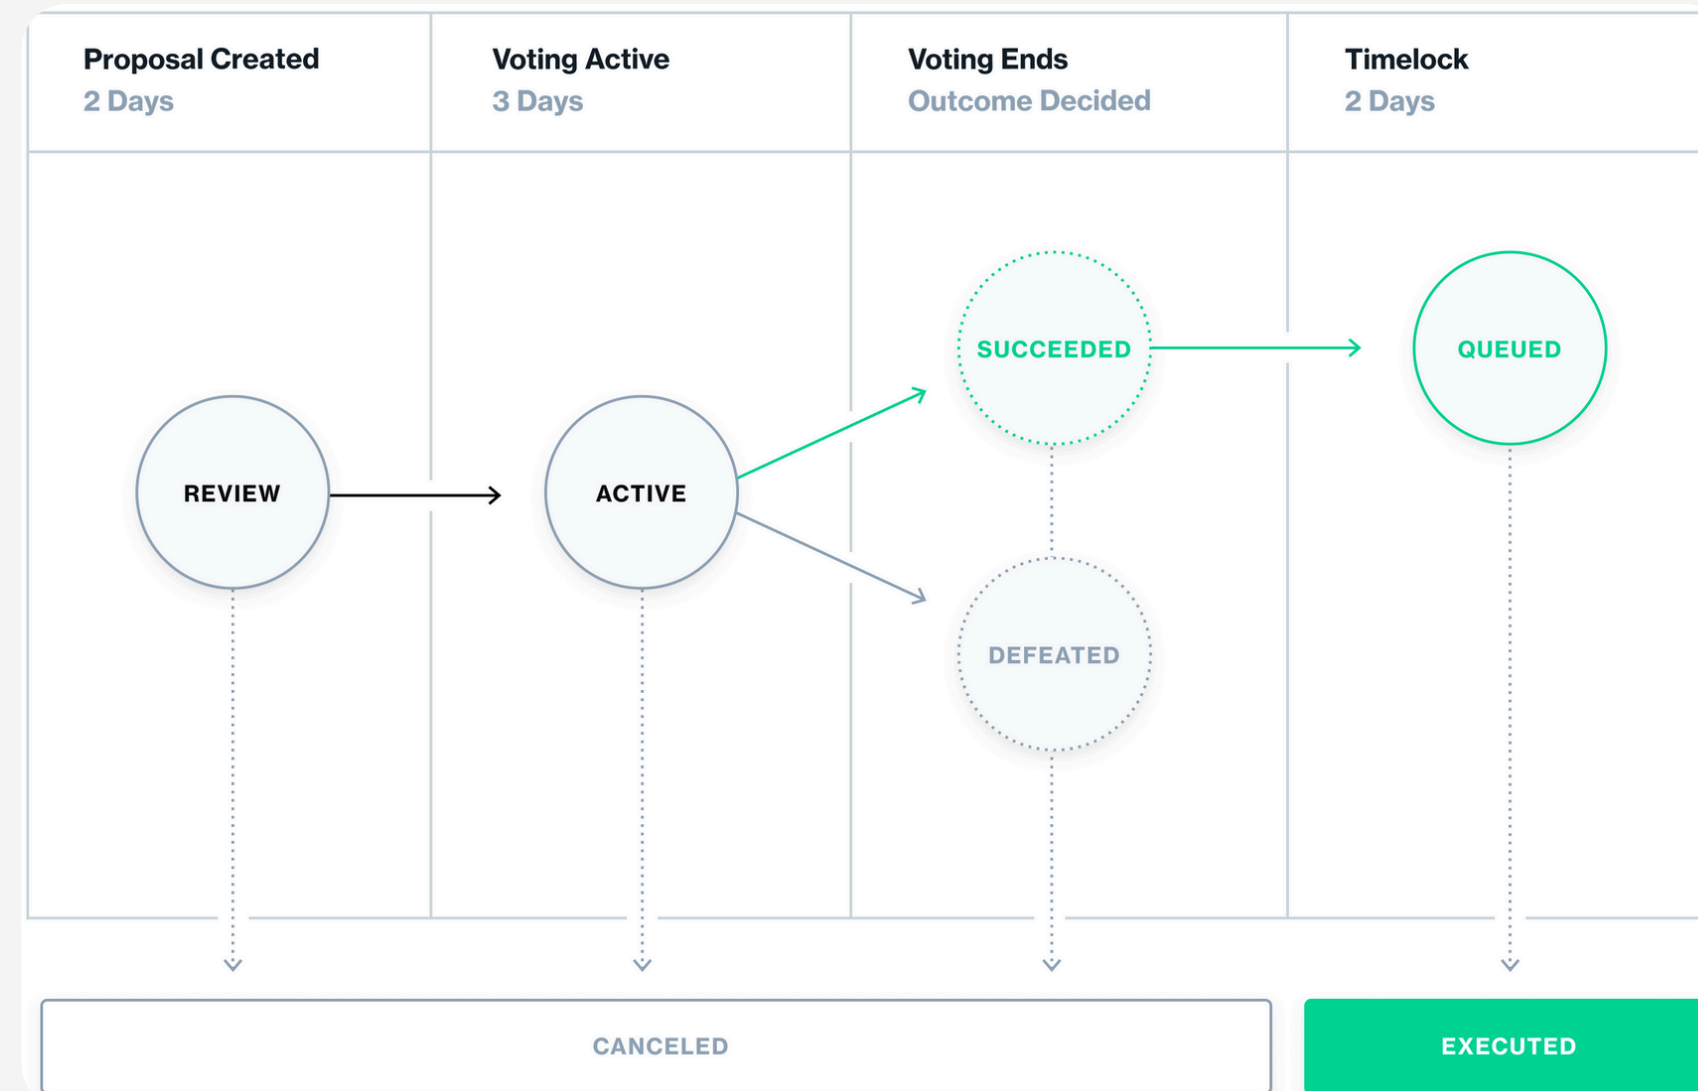 Proposal Created
2 Days
Voting Active
3 Days
Voting Ends
Outcome Decided
Timelock
2 Days
SUCCEEDED
QUEUED
REVIEW
ACTIVE
DEFEATED
CANCELED
EXECUTED